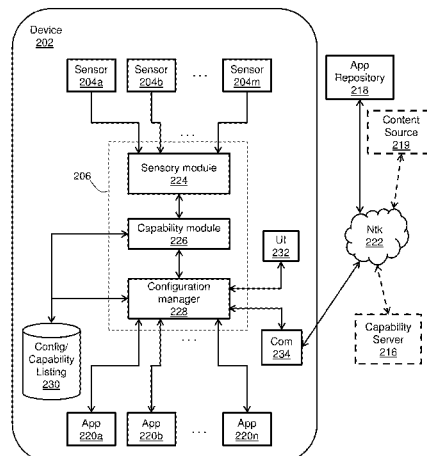 Device
202
Sensor
204a
Sensor
204b
. . .
Sensor
204m
App
Repository
218
Content
Source
219
. . .
206
Sensory module
224
Capability module
226
UI
232
Ntk
222
Configuration
manager
228
Config/
Capability
Listing
230
Com
234
Capability
Server
216
. . .
App
220a
App
220b
. . .
App
220n